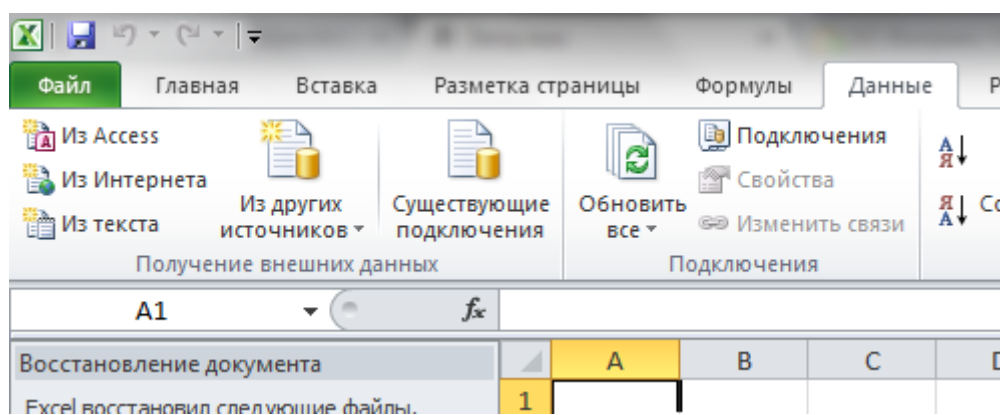 Файл Главная Вставка Разметка страницы Формулы Данные
Из Access
Из Интернета
Из текста
Из других
источников
Существующие
подключения
Получение внешних данных
Обновить
все
Подключения
Свойства
Изменить связи
Подключения
А
Я
Я
А
A1
fx
Восстановление документа
A B C
Excel восстановил следующие файлы.
1